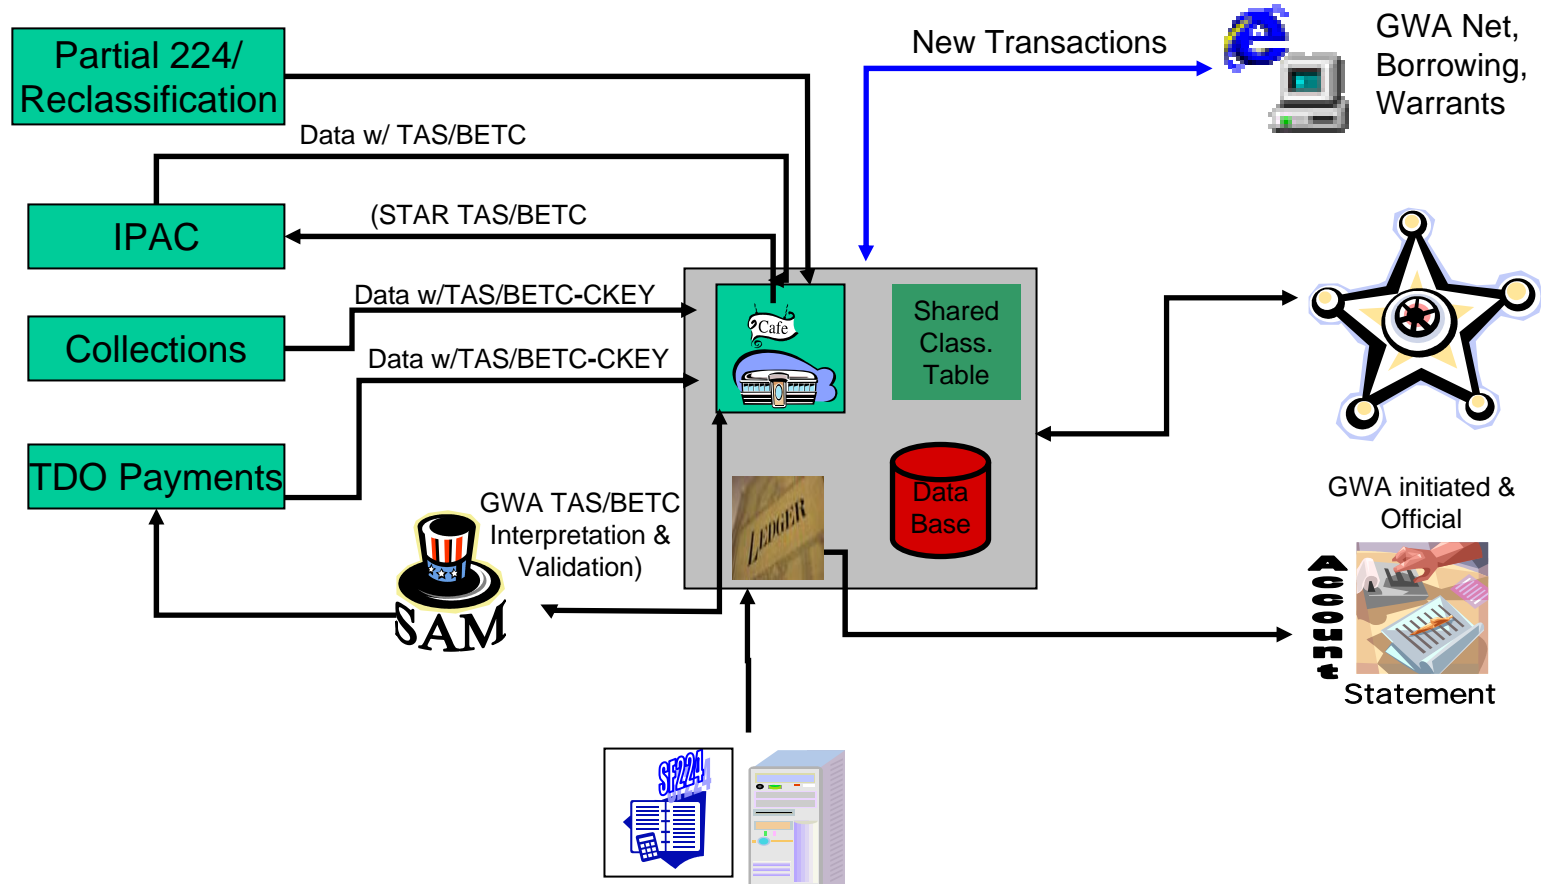 Partial 224/
Reclassification
New Transactions
GWA Net,
Borrowing,
Warrants
Data w/ TAS/BETC
IPAC
(STAR TAS/BETC
Data w/TAS/BETC-CKEY
Collections
Data w/TAS/BETC-CKEY
Cafe
Shared
Class.
Table
TDO Payments
GWA TAS/BETC
Interpretation &
Validation)
SAM
LEDGER
Data
Base
GWA initiated &
Official
Account
Statement
SF224